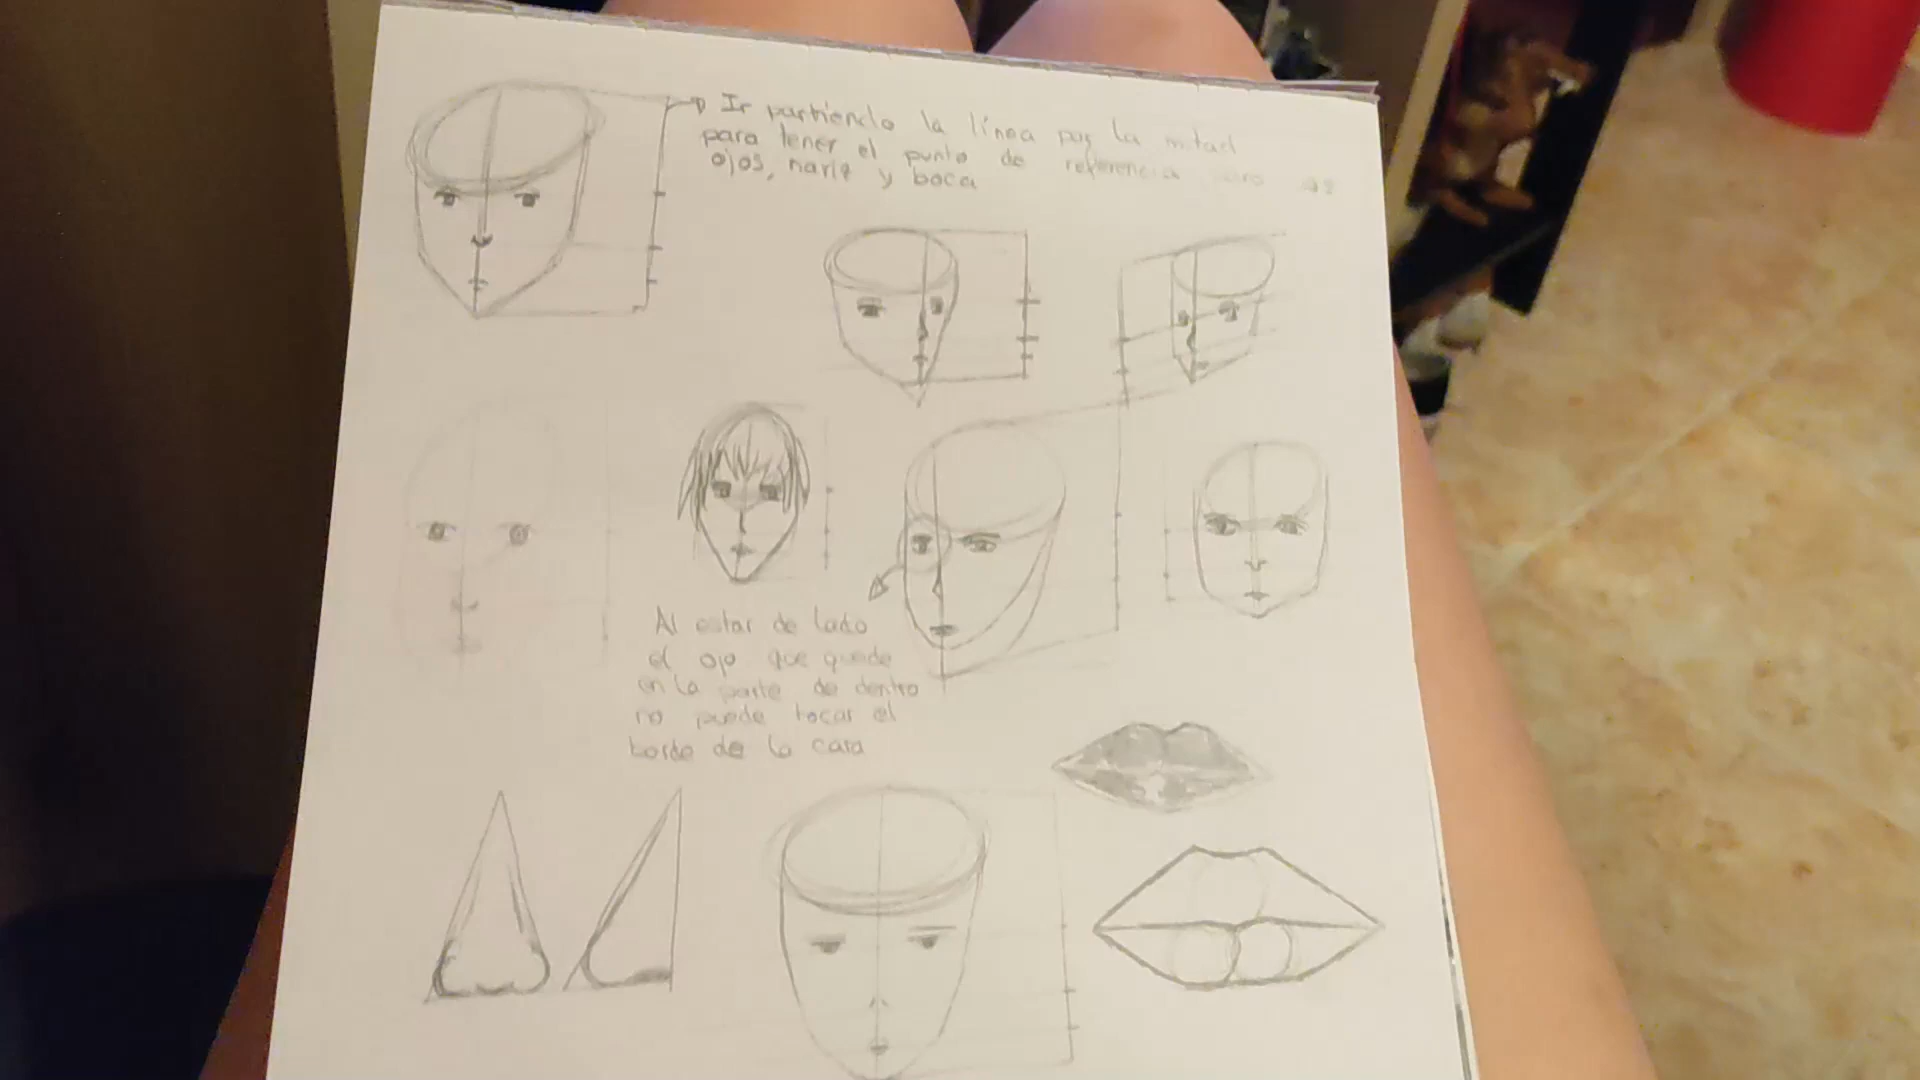 Ir partiendo la línea por la mitad
para tener el punto de referencia
ojos, nariz y boca
Al estar de lado
el ojo que quede
en la parte de dentro
no puede tocar el
borde de la cara